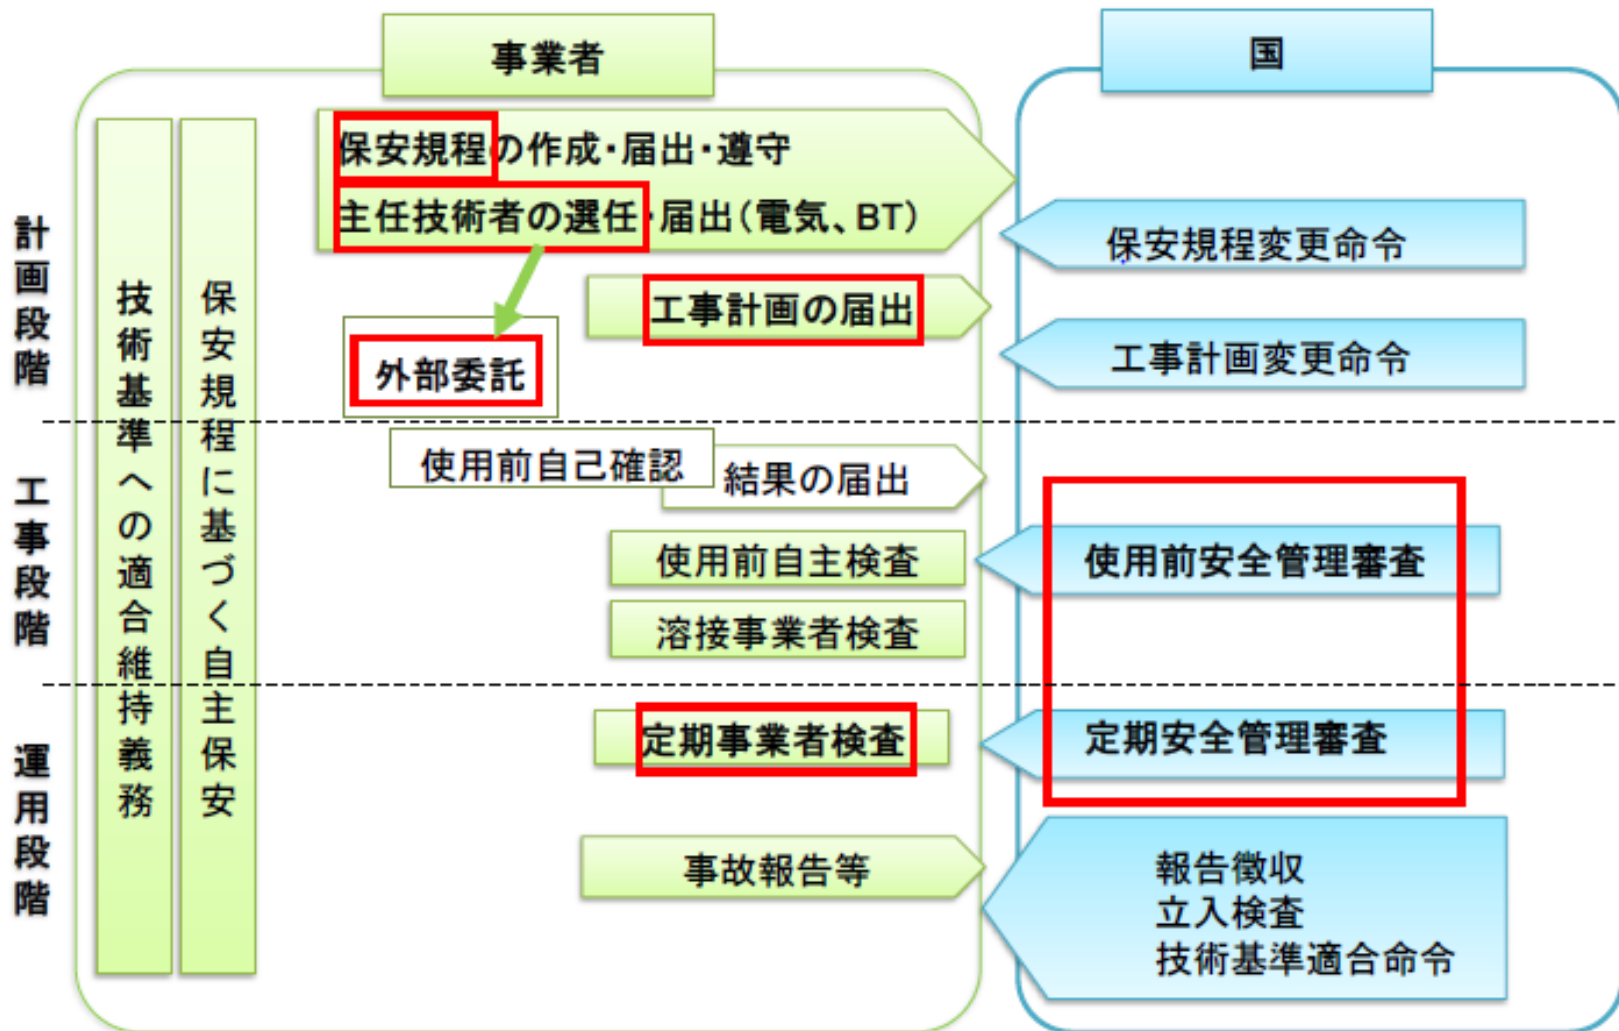 事業者
国
計画段階
工事段階
運用段階
技術基準への適合維持義務
保安規程に基づく自主保安
保安規程の作成・届出・遵守
主任技術者の選任・届出(電気、BT)
保安規程変更命令
工事計画の届出
外部委託
工事計画変更命令
使用前自己確認
結果の届出
使用前自主検査
使用前安全管理審査
溶接事業者検査
定期事業者検査
定期安全管理審査
事故報告等
報告徴収
立入検査
技術基準適合命令